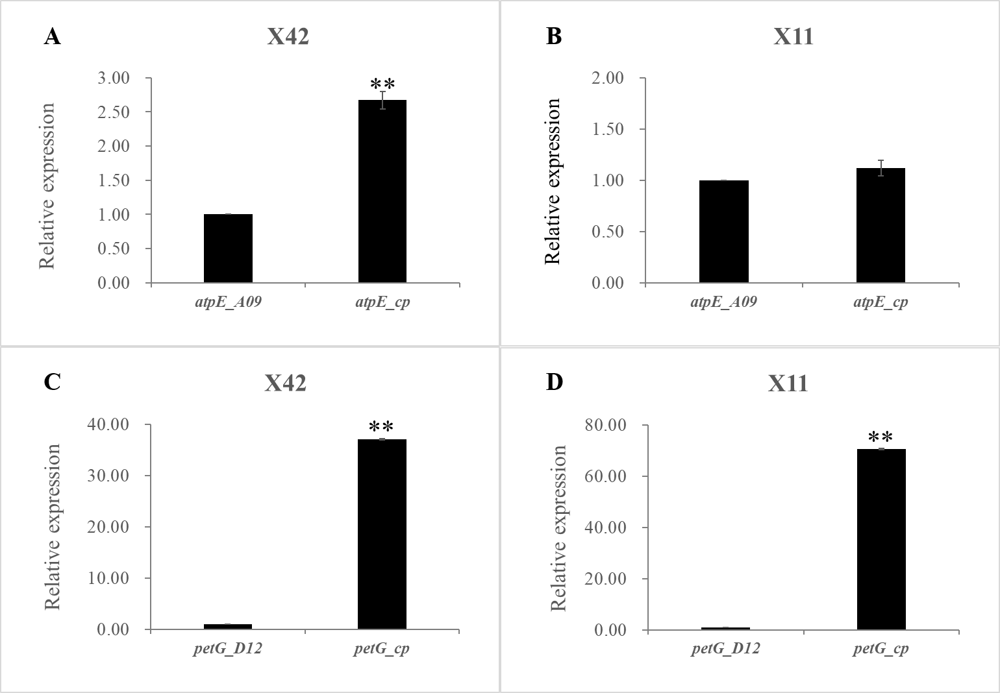 A
X42
Relative expression
3.00
2.50
2.00
1.50
1.00
0.50
0.00
**
atpE_A09
atpE_cp
B
X11
Relative expression
2.00
1.50
1.00
0.50
0.00
atpE_A09
atpE_cp
C
X42
Relative expression
40.00
30.00
20.00
10.00
0.00
**
petG_D12
petG_cp
D
X11
Relative expression
80.00
60.00
40.00
20.00
0.00
**
petG_D12
petG_cp